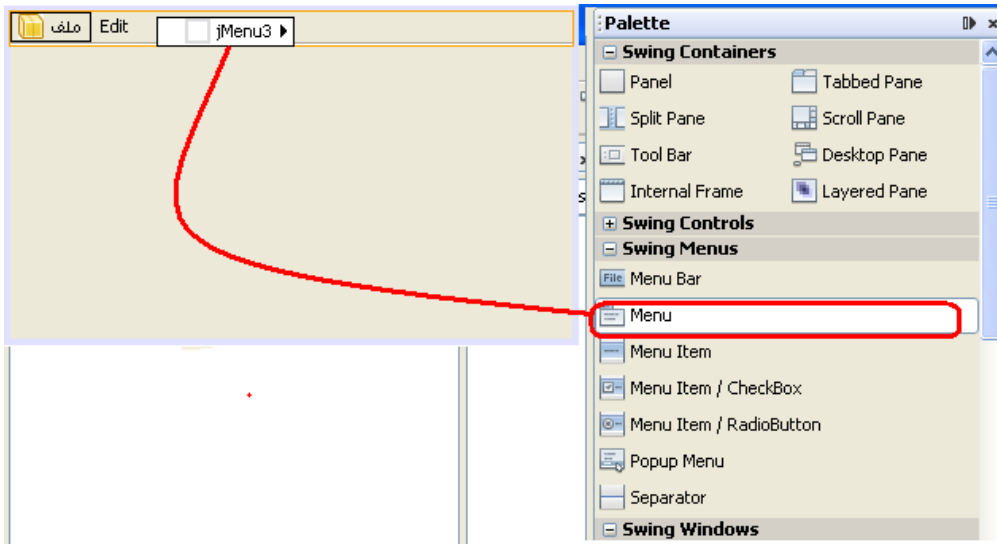 ملف Edit jMenu3
Palette
Swing Containers
Panel Tabbed Pane
Split Pane Scroll Pane
Tool Bar Desktop Pane
Internal Frame Layered Pane
Swing Controls
Swing Menus
File Menu Bar
Menu
Menu Item
Menu Item / CheckBox
Menu Item / RadioButton
Popup Menu
Separator
Swing Windows